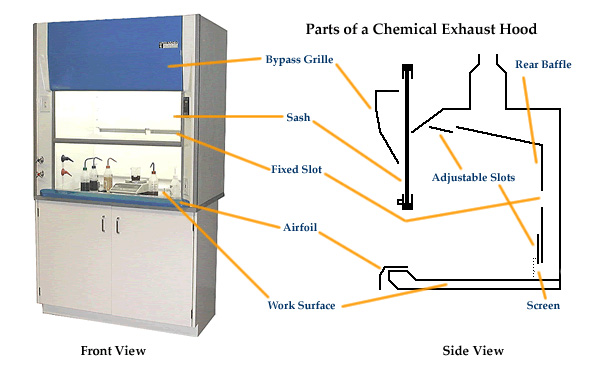 Parts of a Chemical Exhaust Hood
Bypass Grille
Rear Baffle
Sash
Fixed Slot
Adjustable Slots
Airfoil
Work Surface
Screen
Front View
Side View